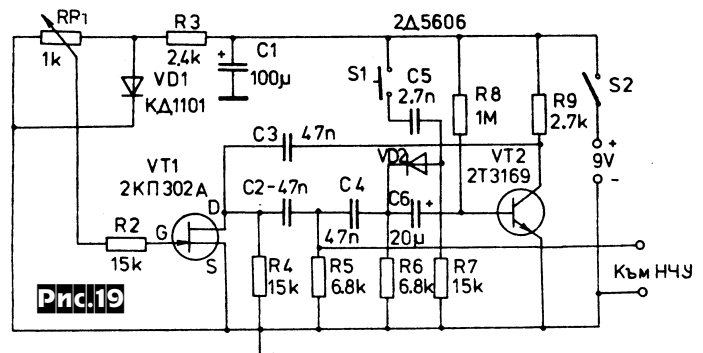 RP1
1k
R3
2,4k
2Д5606
C1
+
100µ
VD1
КД1101
S1
C5
2.7n
R8
1M
R9
2.7k
S2
+
9V
−
C3
47n
VD2
VT2
2T3169
VT1
2КП302А
D
C2-47n
C4
47n
C6
+
20µ
R2
15k
G
S
R4
15k
R5
6.8k
R6
6.8k
R7
15k
Към НЧУ
Рис.19